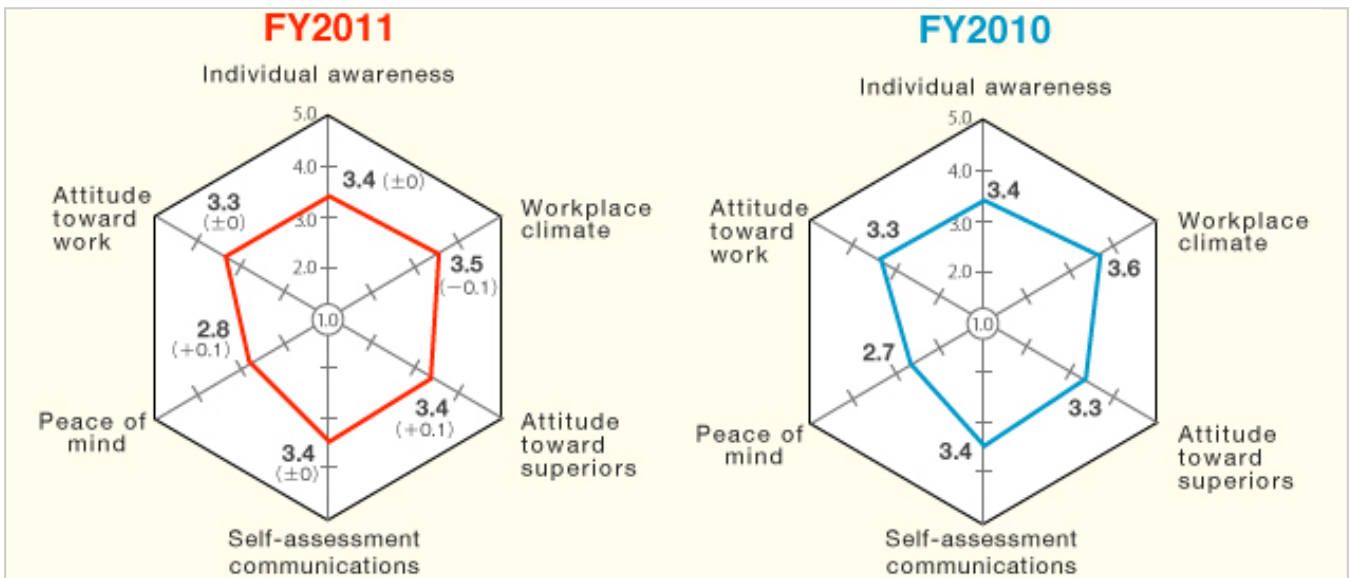 FY2011
Individual awareness
5.0
4.0
3.4 (±0)
3.0
2.0
1.0
Attitude
toward
work
3.3
(±0)
Workplace
climate
3.5
(−0.1)
2.8
(+0.1)
Peace of
mind
3.4
(+0.1)
Attitude
toward
superiors
3.4
(±0)
Self-assessment
communications
FY2010
Individual awareness
5.0
4.0
3.4
3.0
2.0
1.0
Attitude
toward
work
3.3
Workplace
climate
3.6
2.7
Peace of
mind
3.3
Attitude
toward
superiors
3.4
Self-assessment
communications